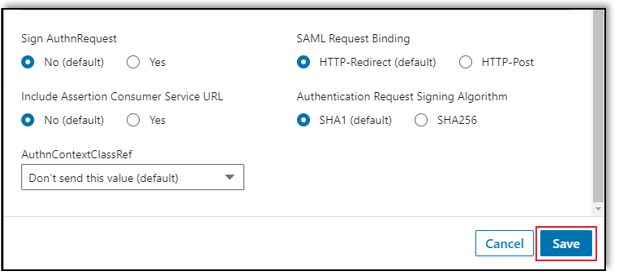 Sign AuthnRequest
No (default) Yes
SAML Request Binding
HTTP-Redirect (default) HTTP-Post
Include Assertion Consumer Service URL
No (default) Yes
Authentication Request Signing Algorithm
SHA1 (default) SHA256
AuthnContextClassRef
Don't send this value (default)
Cancel Save